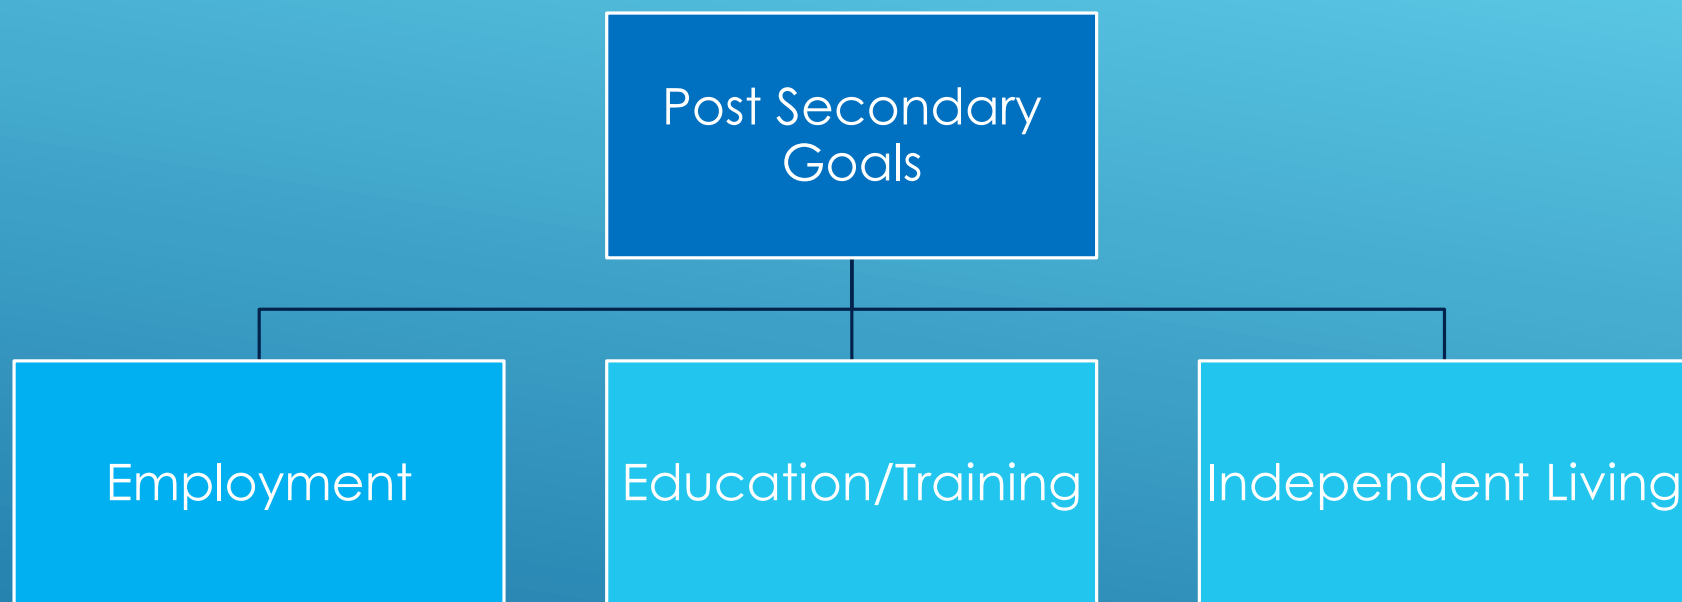 Post Secondary
Goals
Employment
Education/Training
Independent Living